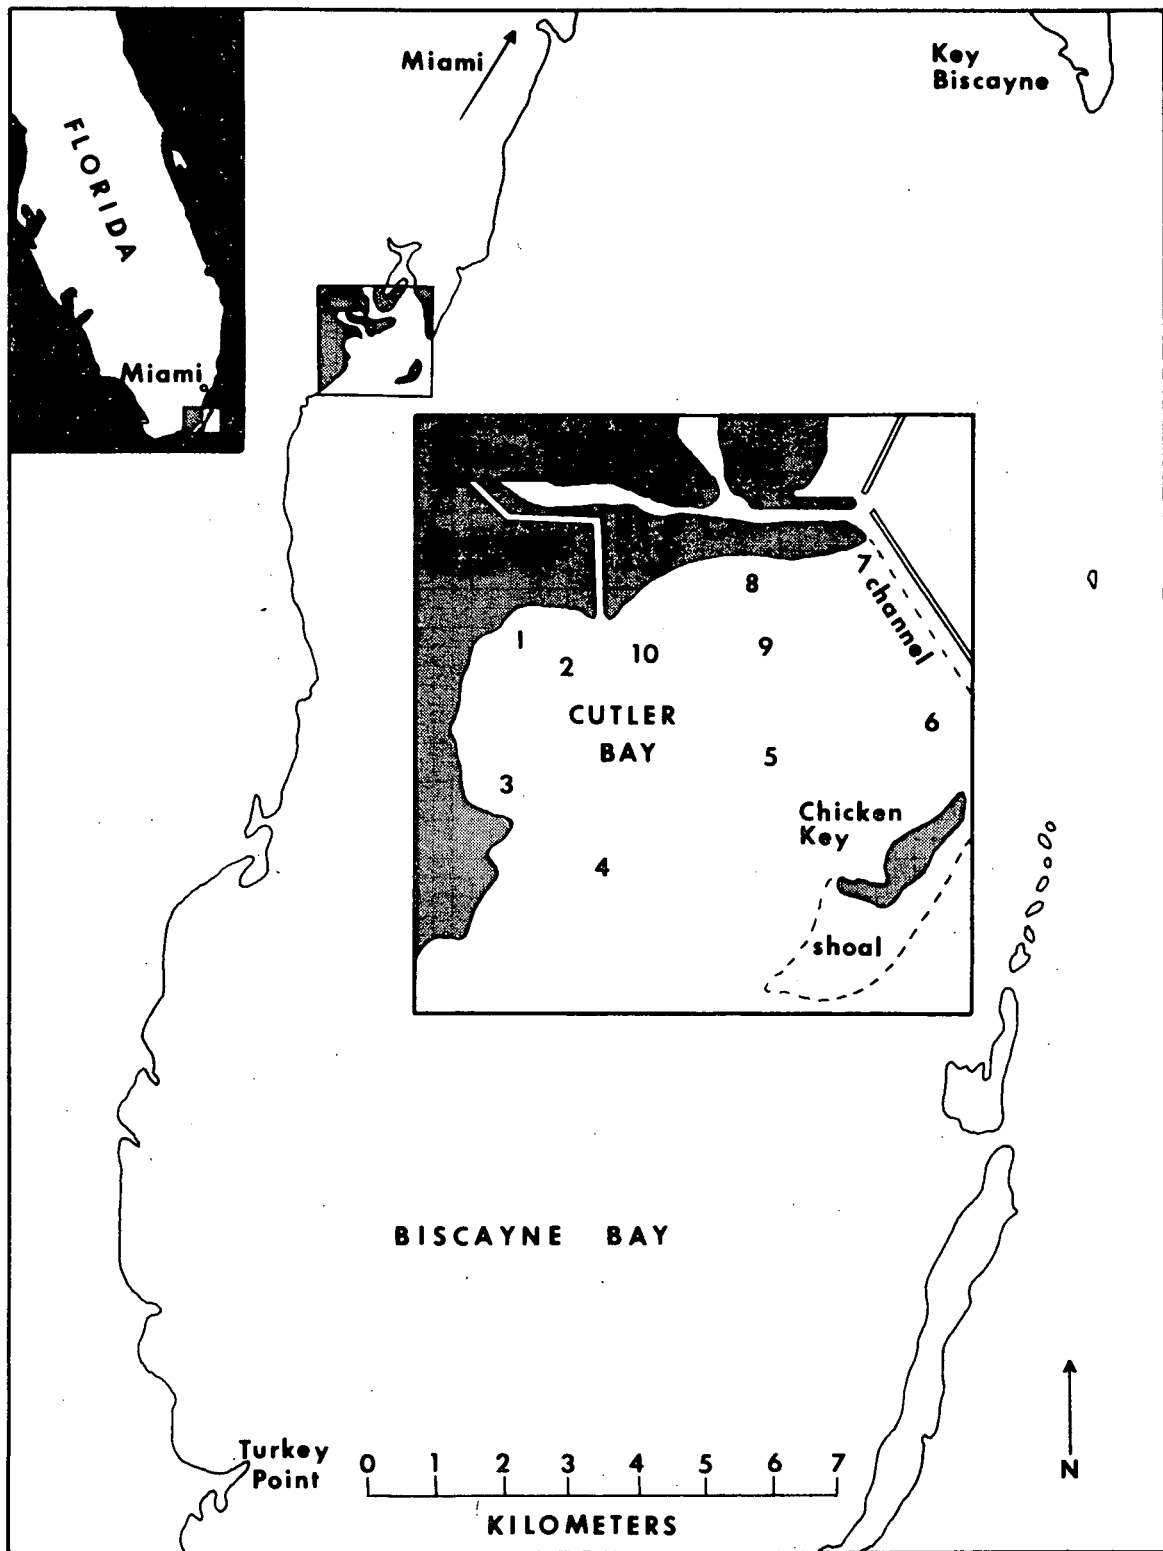 Miami
Key
Biscayne
FLORIDA
Miami
7 channel
8
1
2
10
9
CUTLER
BAY
6
5
3
Chicken
Key
4
shoal
BISCAYNE BAY
Turkey
Point
0 1 2 3 4 5 6 7
KILOMETERS
N